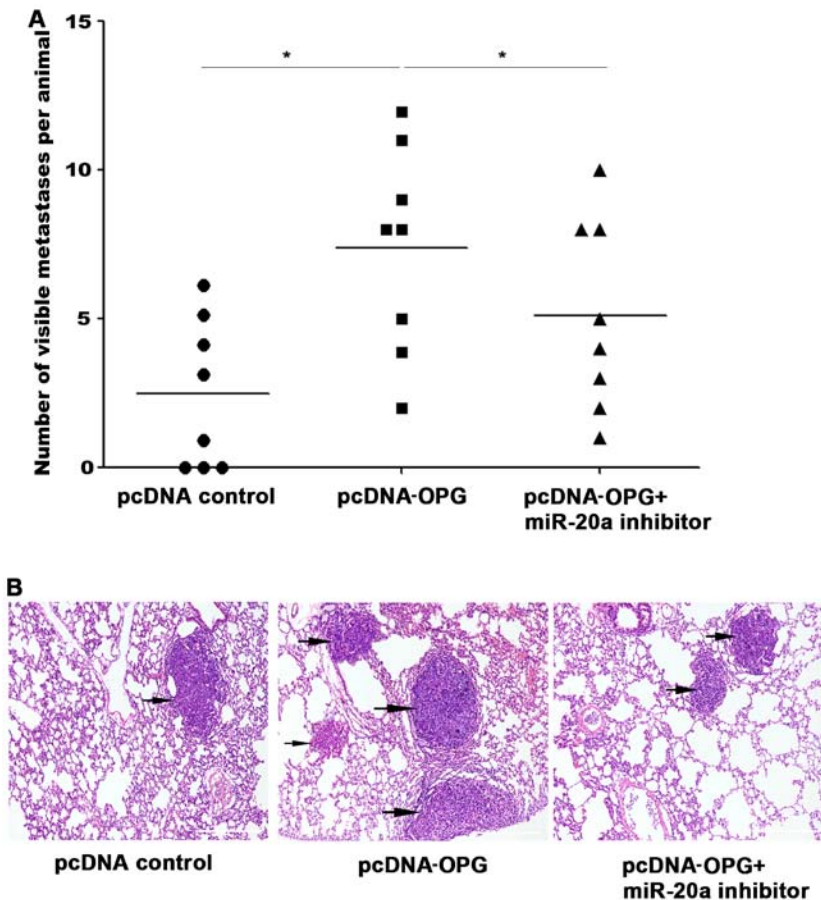 A
Number of visible metastases per animal
15
10
5
0
* *
pcDNA control pcDNA-OPG pcDNA-OPG+
miR-20a inhibitor
B
pcDNA control pcDNA-OPG pcDNA-OPG+
miR-20a inhibitor